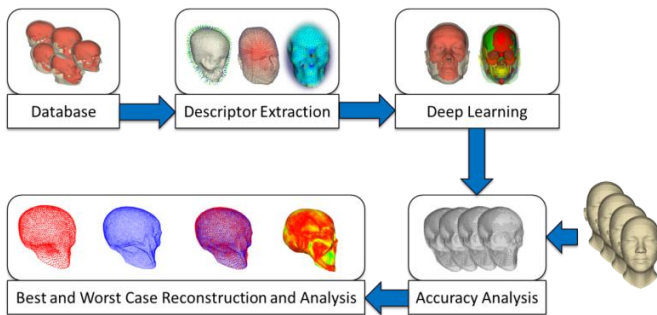 Database
Descriptor Extraction
Deep Learning
Best and Worst Case Reconstruction and Analysis
Accuracy Analysis